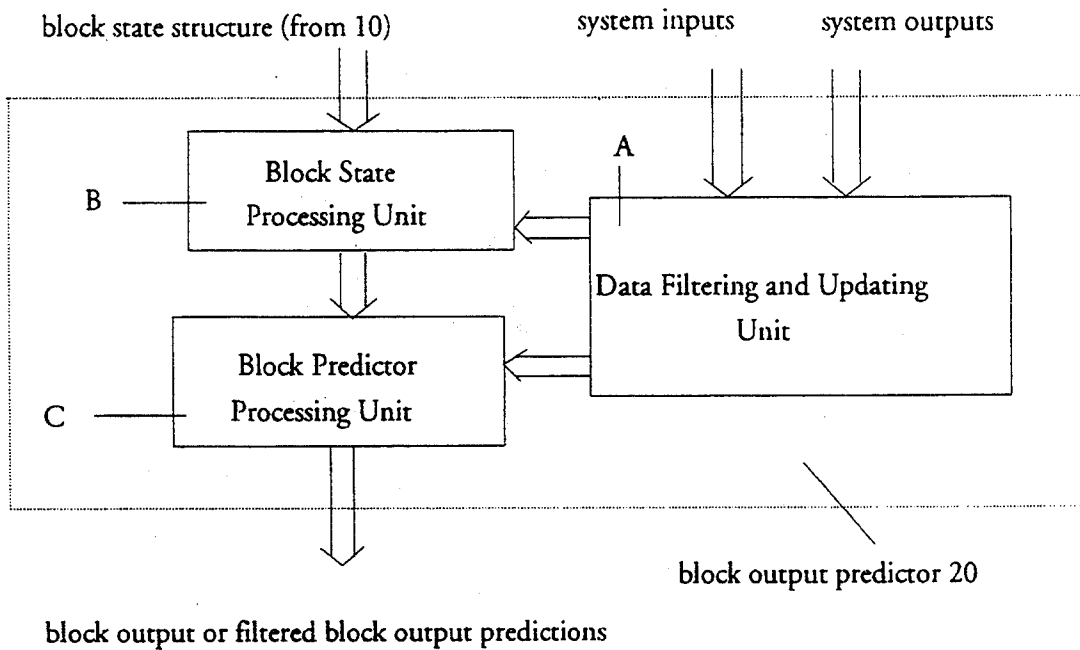 block state structure (from 10)
system inputs
system outputs
A
Block State
Processing Unit
B
Data Filtering and Updating
Unit
Block Predictor
Processing Unit
C
block output predictor 20
block output or filtered block output predictions